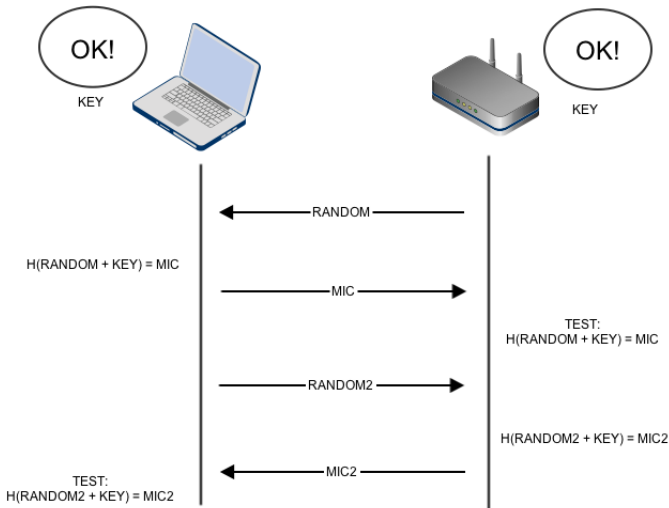 OK!
OK!
KEY
KEY
RANDOM
H(RANDOM + KEY) = MIC
MIC
TEST:
H(RANDOM + KEY) = MIC
RANDOM2
H(RANDOM2 + KEY) = MIC2
MIC2
TEST:
H(RANDOM2 + KEY) = MIC2